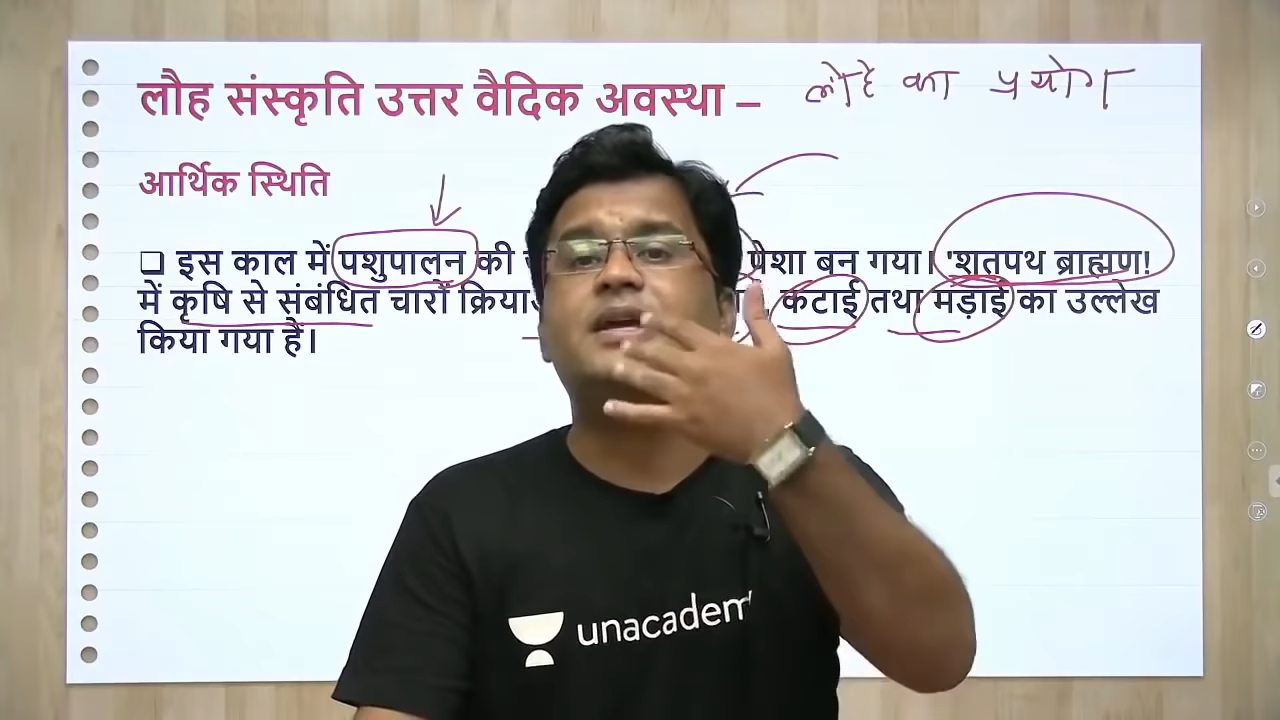 लौह संस्कृति उत्तर वैदिक अवस्था – लोहे का प्रयोग
आर्थिक स्थिति
❑ इस काल में पशुपालन की पेशा बन गया। 'शतपथ ब्राह्मण!
में कृषि से संबंधित चारों कटाई तथा मड़ाई का उल्लेख
किया गया हैं।
unacadem